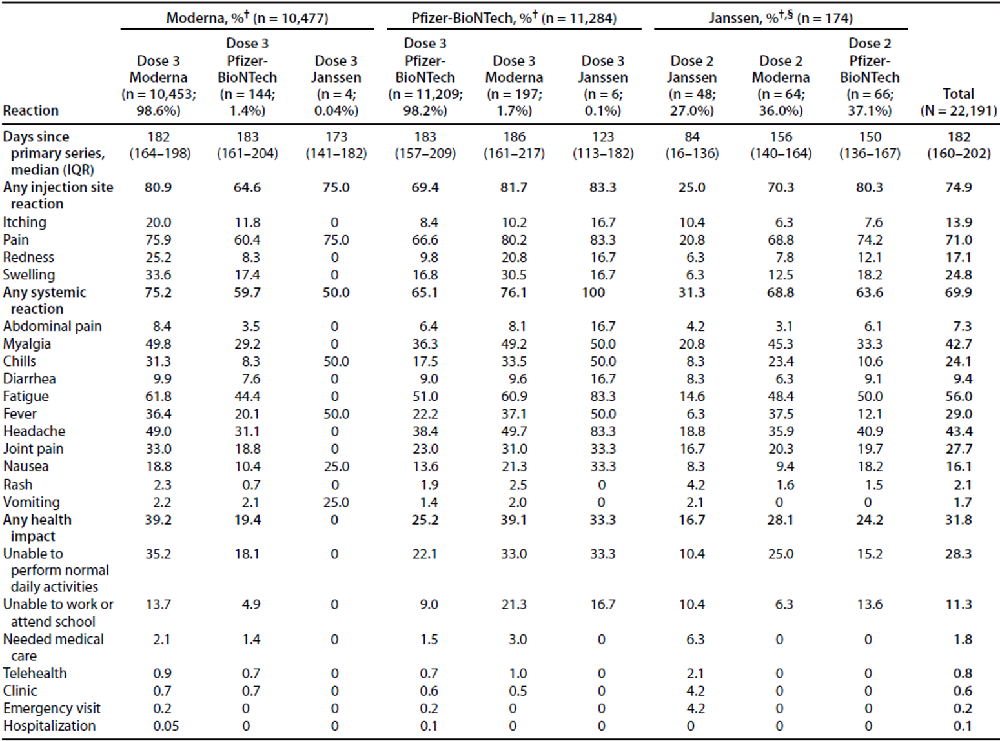 Moderna, %† (n = 10,477) Pfizer-BioNTech, %† (n = 11,284) Janssen, %†,§ (n = 174)
Dose 3 Dose 3 Dose 2
Dose 3 Pfizer- Dose 3 Pfizer- Dose 3 Dose 3 Dose 2 Dose 2 Pfizer-
Moderna BioNTech Janssen BioNTech Moderna Janssen Janssen Moderna BioNTech
(n = 10,453; (n = 144; (n = 4; (n = 11,209; (n = 197; (n = 6; (n = 48; (n = 64; (n = 66; Total
Reaction 98.6%) 1.4%) 0.04%) 98.2%) 1.7%) 0.1%) 27.0%) 36.0%) 37.1%) (N = 22,191)
Days since 182 183 173 183 186 123 84 156 150 182
primary series, (164–198) (161–204) (141–182) (157–209) (161–217) (113–182) (16–136) (140–164) (136–167) (160–202)
median (IQR)
Any injection site 80.9 64.6 75.0 69.4 81.7 83.3 25.0 70.3 80.3 74.9
reaction
Itching 20.0 11.8 0 8.4 10.2 16.7 10.4 6.3 7.6 13.9
Pain 75.9 60.4 75.0 66.6 80.2 83.3 20.8 68.8 74.2 71.0
Redness 25.2 8.3 0 9.8 20.8 16.7 6.3 7.8 12.1 17.1
Swelling 33.6 17.4 0 16.8 30.5 16.7 6.3 12.5 18.2 24.8
Any systemic 75.2 59.7 50.0 65.1 76.1 100 31.3 68.8 63.6 69.9
reaction
Abdominal pain 8.4 3.5 0 6.4 8.1 16.7 4.2 3.1 6.1 7.3
Myalgia 49.8 29.2 0 36.3 49.2 50.0 20.8 45.3 33.3 42.7
Chills 31.3 8.3 50.0 17.5 33.5 50.0 8.3 23.4 10.6 24.1
Diarrhea 9.9 7.6 0 9.0 9.6 16.7 8.3 6.3 9.1 9.4
Fatigue 61.8 44.4 0 51.0 60.9 83.3 14.6 48.4 50.0 56.0
Fever 36.4 20.1 50.0 22.2 37.1 50.0 6.3 37.5 12.1 29.0
Headache 49.0 31.1 0 38.4 49.7 83.3 18.8 35.9 40.9 43.4
Joint pain 33.0 18.8 0 23.0 31.0 33.3 16.7 20.3 19.7 27.7
Nausea 18.8 10.4 25.0 13.6 21.3 33.3 8.3 9.4 18.2 16.1
Rash 2.3 0.7 0 1.9 2.5 0 4.2 1.6 1.5 2.1
Vomiting 2.2 2.1 25.0 1.4 2.0 0 2.1 0 0 1.7
Any health 39.2 19.4 0 25.2 39.1 33.3 16.7 28.1 24.2 31.8
impact
Unable to 35.2 18.1 0 22.1 33.0 33.3 10.4 25.0 15.2 28.3
perform normal
daily activities
Unable to work or 13.7 4.9 0 9.0 21.3 16.7 10.4 6.3 13.6 11.3
attend school
Needed medical 2.1 1.4 0 1.5 3.0 0 6.3 0 0 1.8
care
Telehealth 0.9 0.7 0 0.7 1.0 0 2.1 0 0 0.8
Clinic 0.7 0.7 0 0.6 0.5 0 4.2 0 0 0.6
Emergency visit 0.2 0 0 0.2 0 0 4.2 0 0 0.2
Hospitalization 0.05 0 0 0.1 0 0 0 0 0 0.1